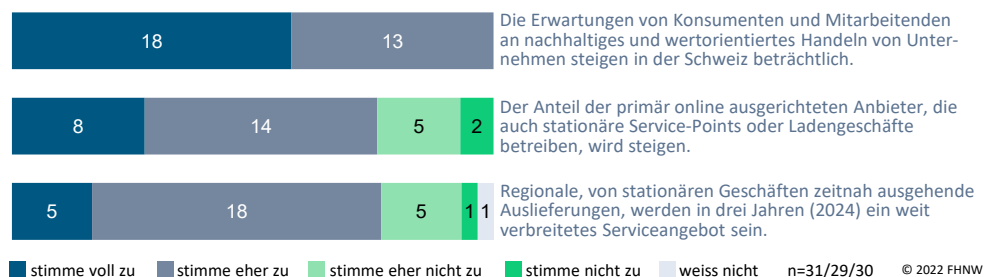 18 13
Die Erwartungen von Konsumenten und Mitarbeitenden
an nachhaltiges und wertorientiertes Handeln von Unter-
nehmen steigen in der Schweiz beträchtlich.
8 14 5 2
Der Anteil der primär online ausgerichteten Anbieter, die
auch stationäre Service-Points oder Ladengeschäfte
betreiben, wird steigen.
5 18 5 1 1
Regionale, von stationären Geschäften zeitnah ausgehende
Auslieferungen, werden in drei Jahren (2024) ein weit
verbreitetes Serviceangebot sein.
stimme voll zu stimme eher zu stimme eher nicht zu stimme nicht zu weiss nicht n=31/29/30 © 2022 FHNW